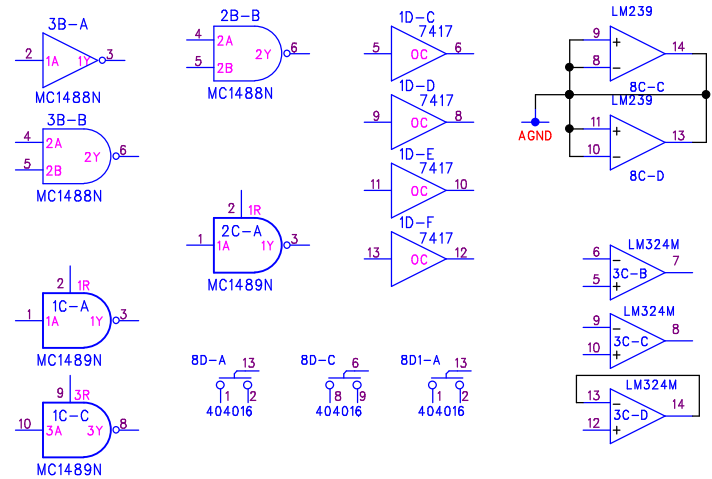 3B-A
2 1A 1Y 3
MC1488N
3B-B
4 2A
2Y 6
5 2B
MC1488N
2 1R
1C-A
1 1A 1Y 3
MC1489N
9 3R
1C-C
10 3A 3Y 8
MC1489N
2B-B
4 2A
2Y 6
5 2B
MC1488N
2 1R
2C-A
1 1A 1Y 3
MC1489N
8D-A 13
1 2
404016
8D-C 6
8 9
404016
8D1-A 13
1 2
404016
1D-C
7417
5 OC 6
1D-D
7417
9 OC 8
1D-E
7417
11 OC 10
1D-F
7417
13 OC 12
LM239
9 + 14
8 -
8C-C
AGND
LM239
11 + 13
10 -
8C-D
LM324M
6 - 7
3C-B
5 +
LM324M
9 - 8
3C-C
10 +
LM324M
13 - 14
3C-D
12 +